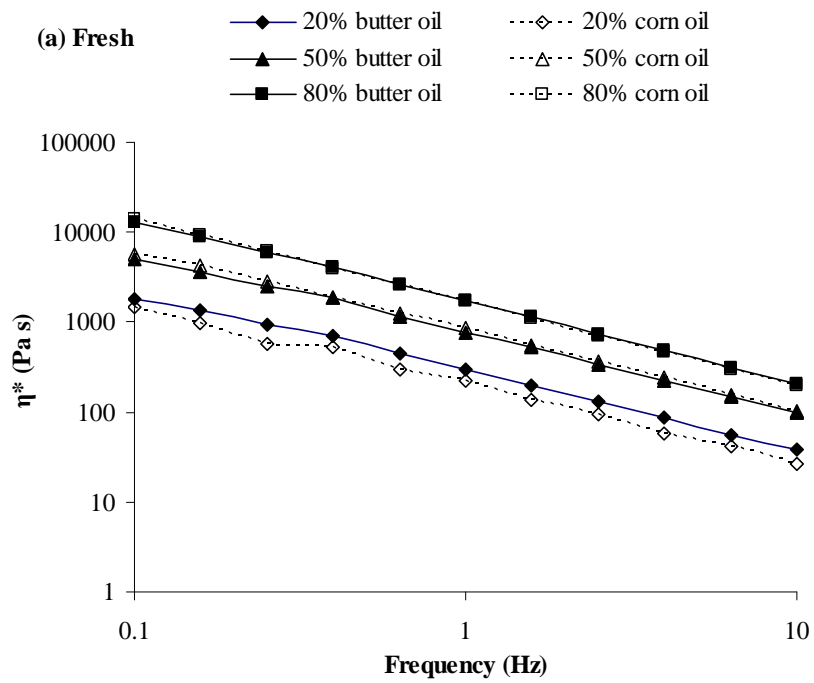 (a) Fresh
20% butter oil 20% corn oil
50% butter oil 50% corn oil
80% butter oil 80% corn oil
100000
10000
1000
100
10
1
η* (Pa s)
0.1 1 10
Frequency (Hz)